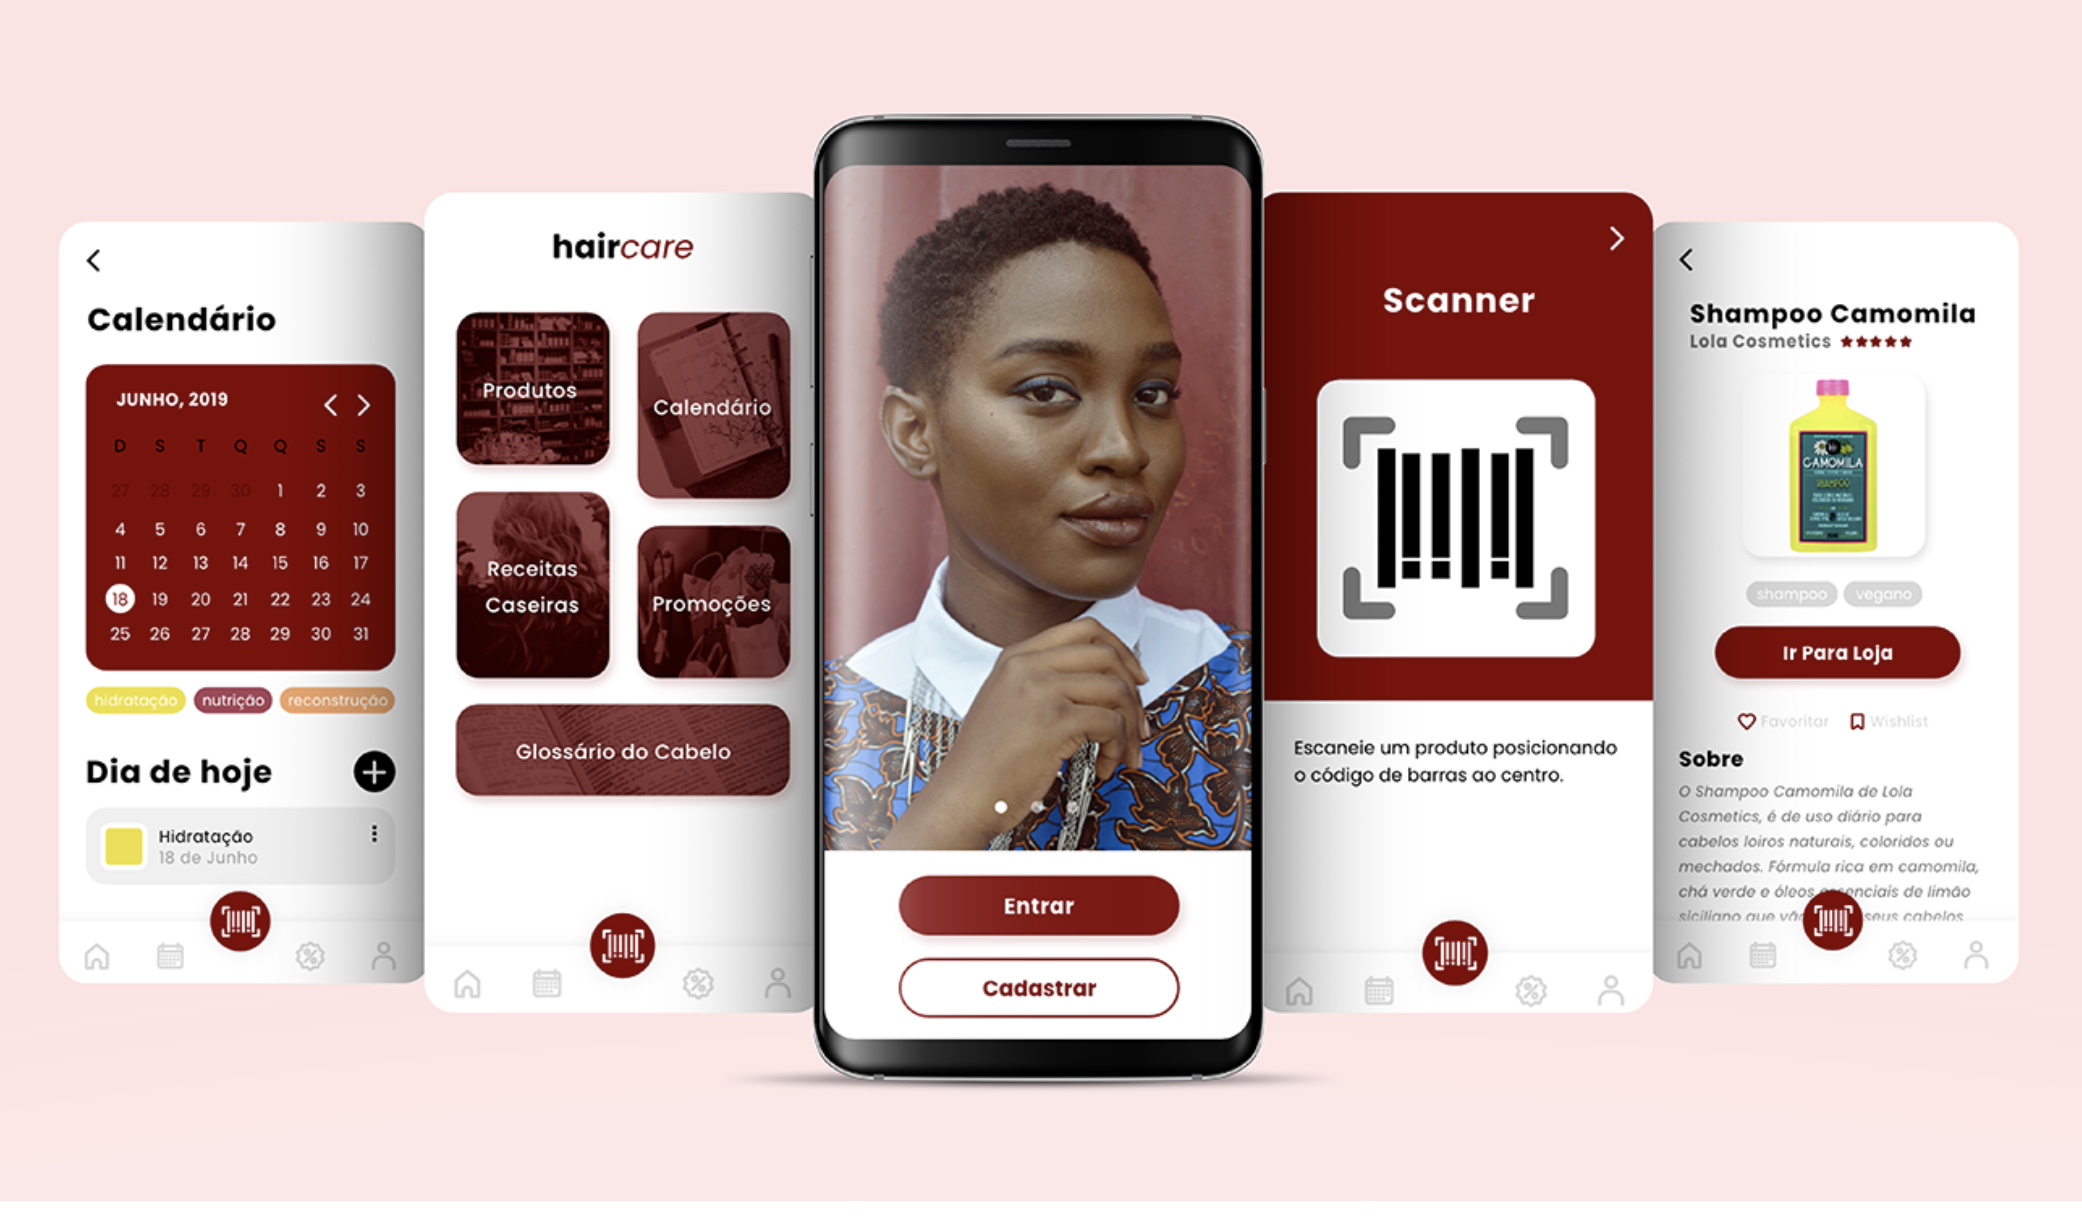 Calendário
JUNHO, 2019
D S T Q Q S S
27 28 29 30 1 2 3
4 5 6 7 8 9 10
11 12 13 14 15 16 17
18 19 20 21 22 23 24
25 26 27 28 29 30 31
hidratação nutrição reconstrução
Dia de hoje
Hidratação
18 de Junho
haircare
Produtos
Calendário
Receitas
Caseiras
Promoções
Glossário do Cabelo
Entrar
Cadastrar
Scanner
Escaneie um produto posicionando
o código de barras ao centro.
Shampoo Camomila
Lola Cosmetics
CAMOMILA
SHAMPOO
shampoo vegano
Ir Para Loja
Favoritar Wishlist
Sobre
O Shampoo Camomila de Lola
Cosmetics, é de uso diário para
cabelos loiros naturais, coloridos ou
mechados. Fórmula rica em camomila,
chá verde e óleos essenciais de limão
siciliano que seus cabelos